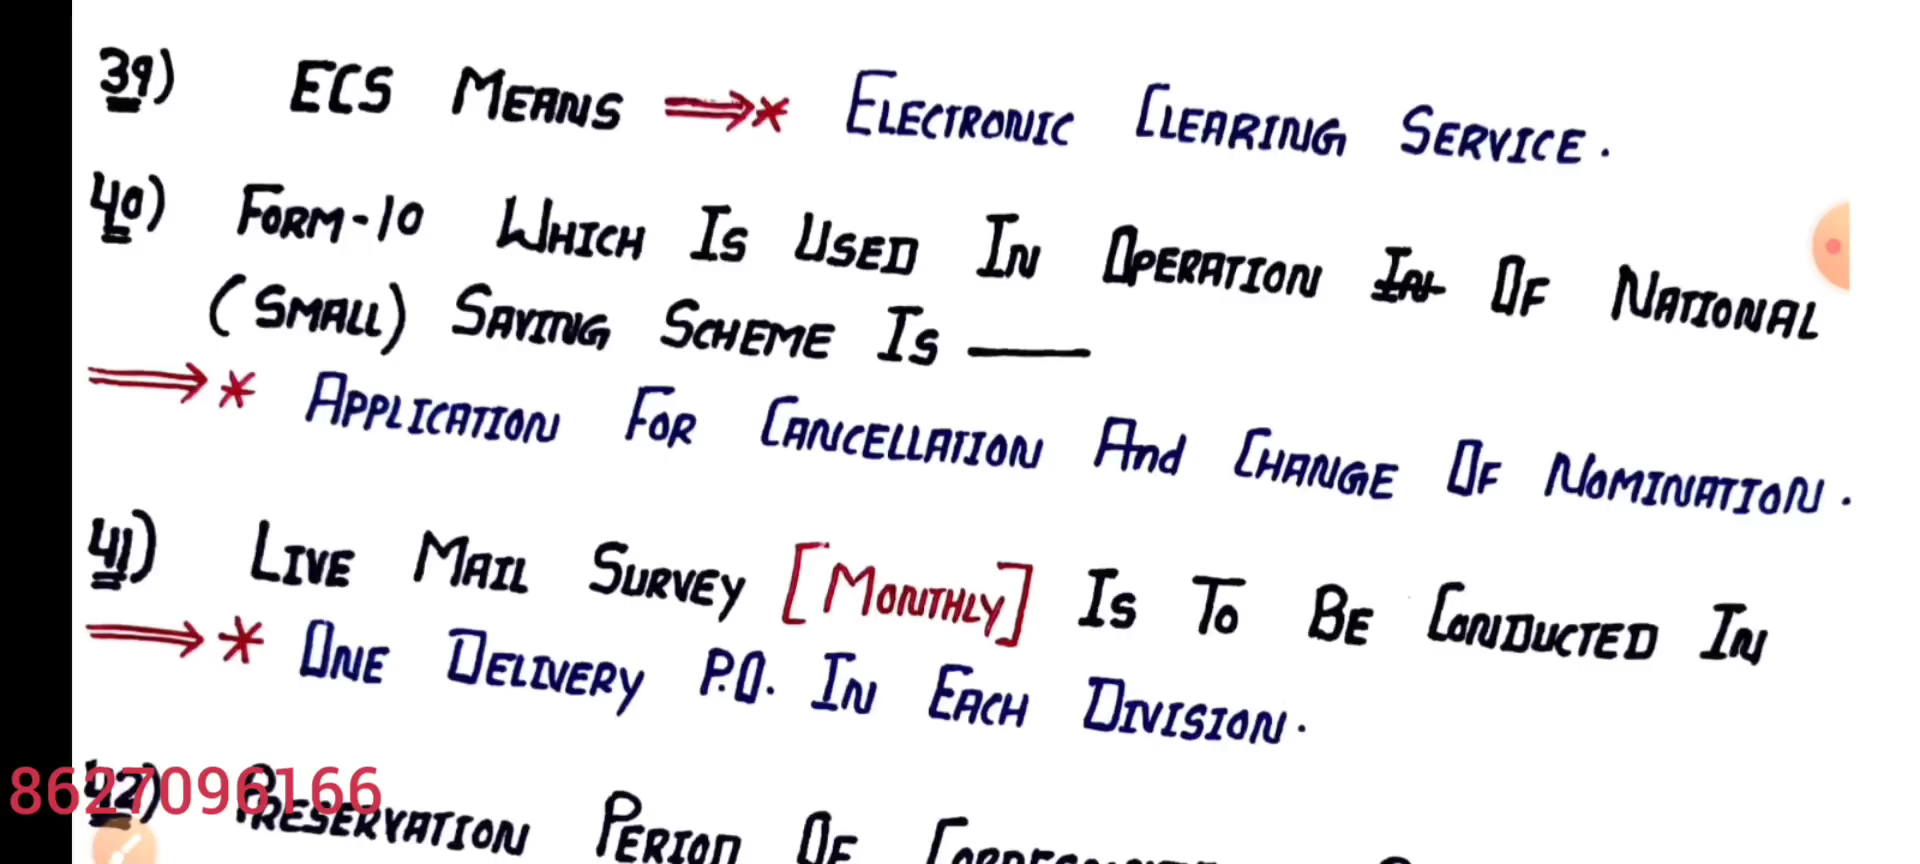 39) ECS MEANS ⟹* ELECTRONIC CLEARING SERVICE.
40) FORM-10 WHICH IS USED IN OPERATION ~~IN~~ OF NATIONAL
(SMALL) SAVING SCHEME IS ____
⟹* APPLICATION FOR CANCELLATION And CHANGE OF NOMINATION.
41) LIVE MAIL SURVEY [MONTHLY] IS TO BE CONDUCTED IN
⟹* ONE DELIVERY P.O. IN EACH DIVISION.
42) PRESERVATION PERIOD OF
8627096166